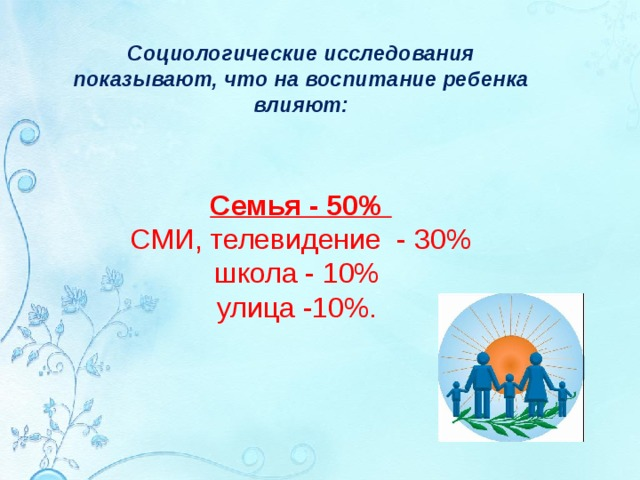 Социологические исследования
показывают, что на воспитание ребенка
влияют:
Семья - 50%
СМИ, телевидение - 30%
школа - 10%
улица -10%.